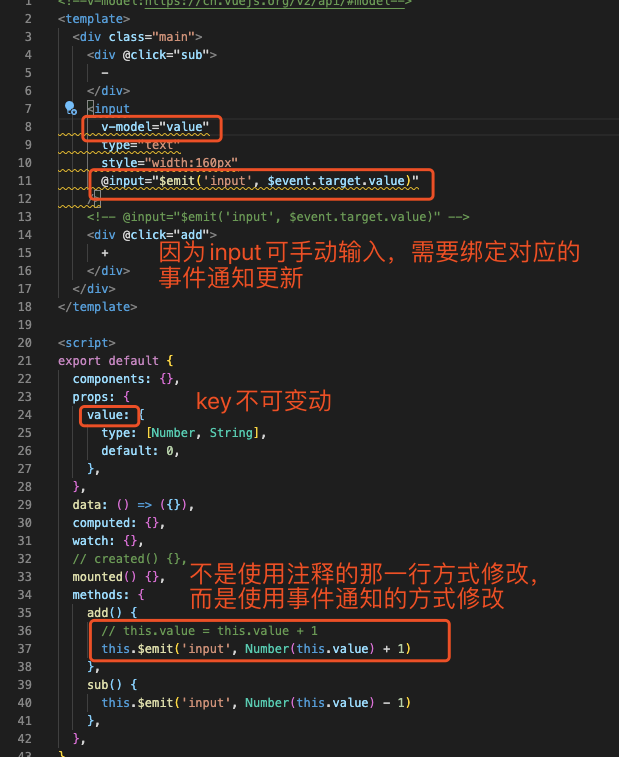 1 <!--v-model:https://cn.vuejs.org/v2/api/#model-->
2 <template>
3 <div class="main">
4 <div @click="sub">
5 -
6 </div>
7 <input
8 v-model="value"
9 type="text"
10 style="width:160px"
11 @input="$emit('input', $event.target.value)"
12 />
13 <!-- @input="$emit('input', $event.target.value)" -->
14 <div @click="add">
15 +
16 </div>
17 </div>
18 </template>
因为input可手动输入，需要绑定对应的
事件通知更新
19
20 <script>
21 export default {
22 components: {},
23 props: {
24 value: {
key不可变动
25 type: [Number, String],
26 default: 0,
27 },
28 },
29 data: () => ({}),
30 computed: {},
31 watch: {},
32 // created() {},
33 mounted() {},
34 methods: {
不是使用注释的那一行方式修改，
而是使用事件通知的方式修改
35 add() {
36 // this.value = this.value + 1
37 this.$emit('input', Number(this.value) + 1)
38 },
39 sub() {
40 this.$emit('input', Number(this.value) - 1)
41 },
42 },
43 }